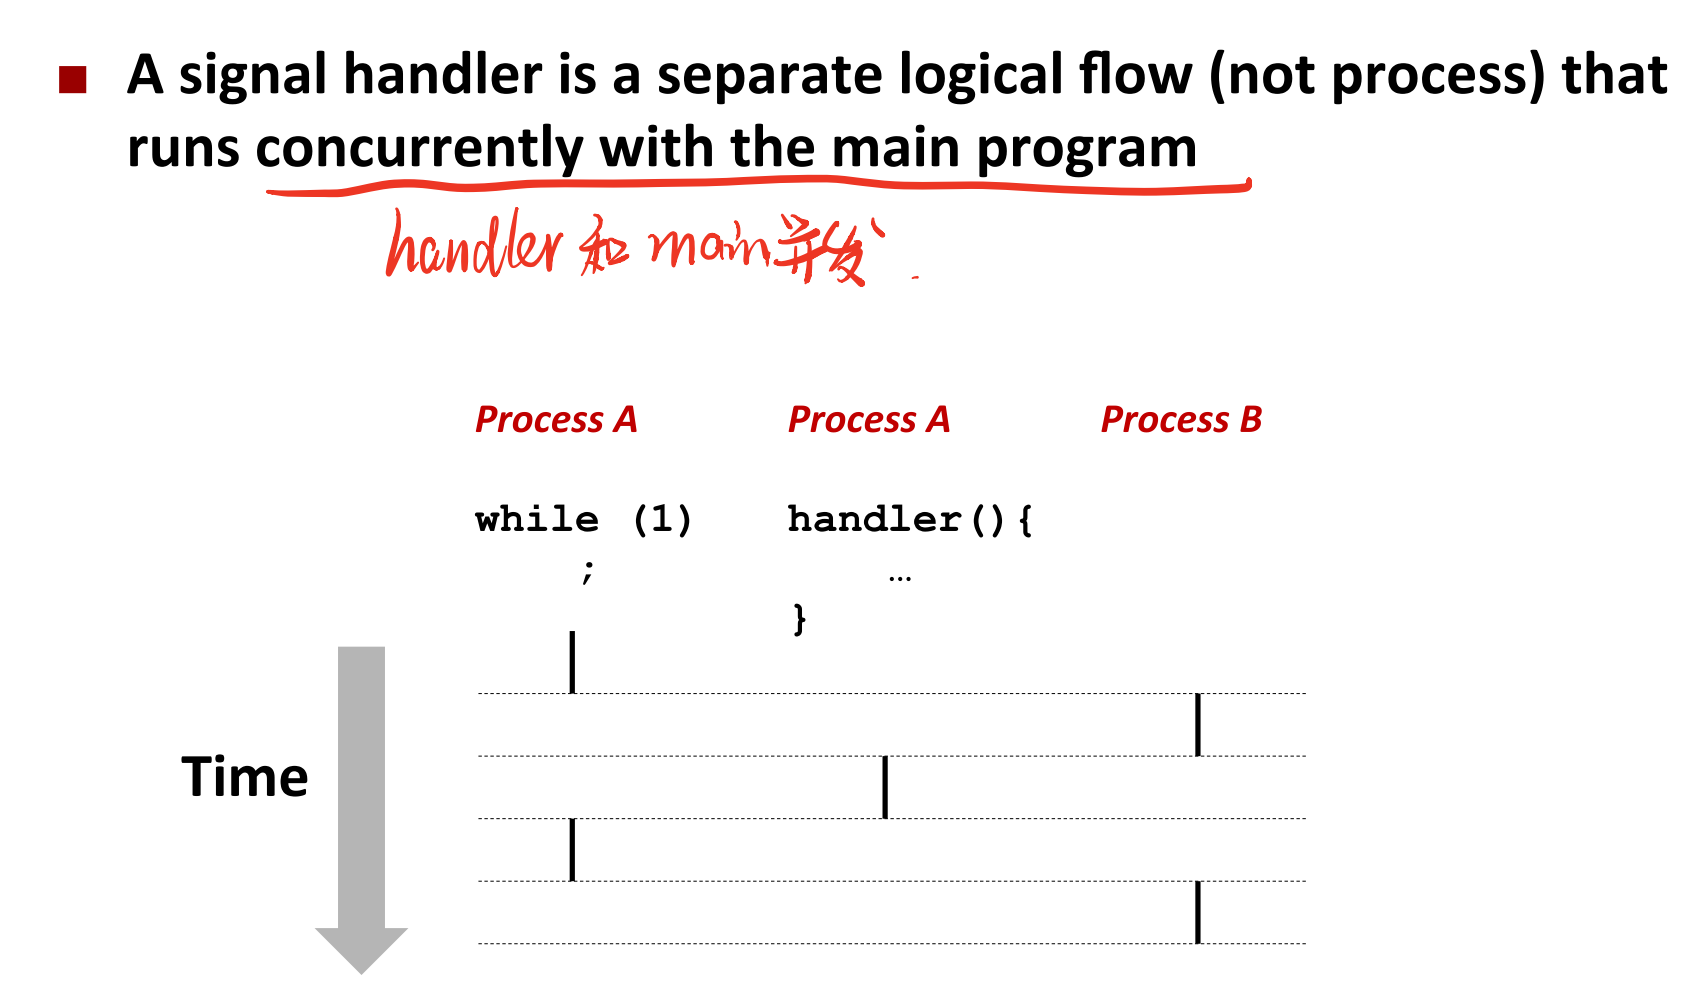 A signal handler is a separate logical flow (not process) that
runs concurrently with the main program
handler 和 main 并发.
Process A Process A Process B
while (1) handler(){
; …
}
Time